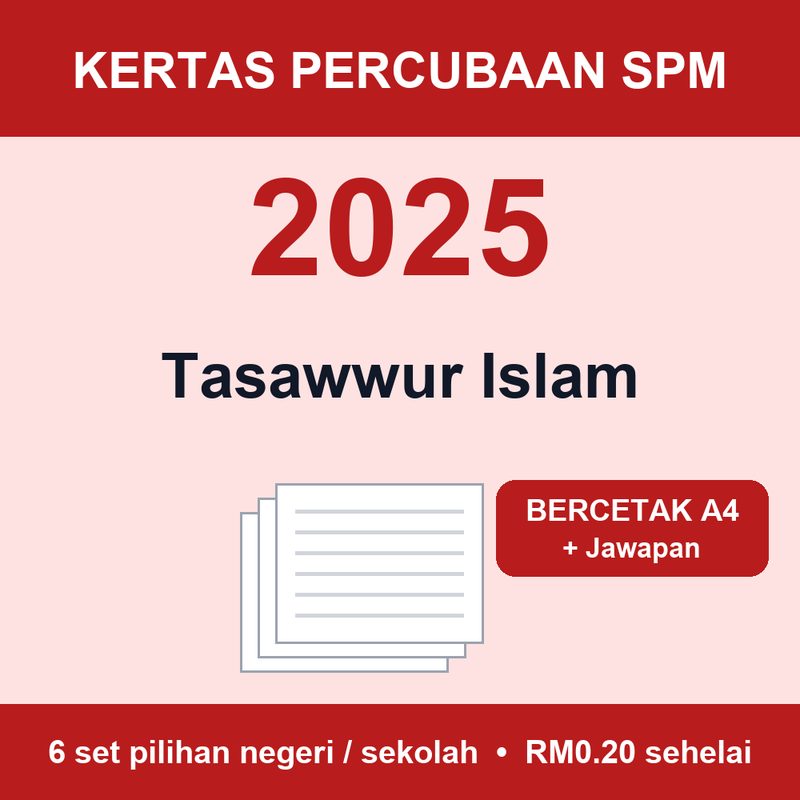 KERTAS PERCUBAAN SPM
2025
Tasawwur Islam
BERCETAK A4
+ Jawapan
6 set pilihan negeri / sekolah • RM0.20 sehelai